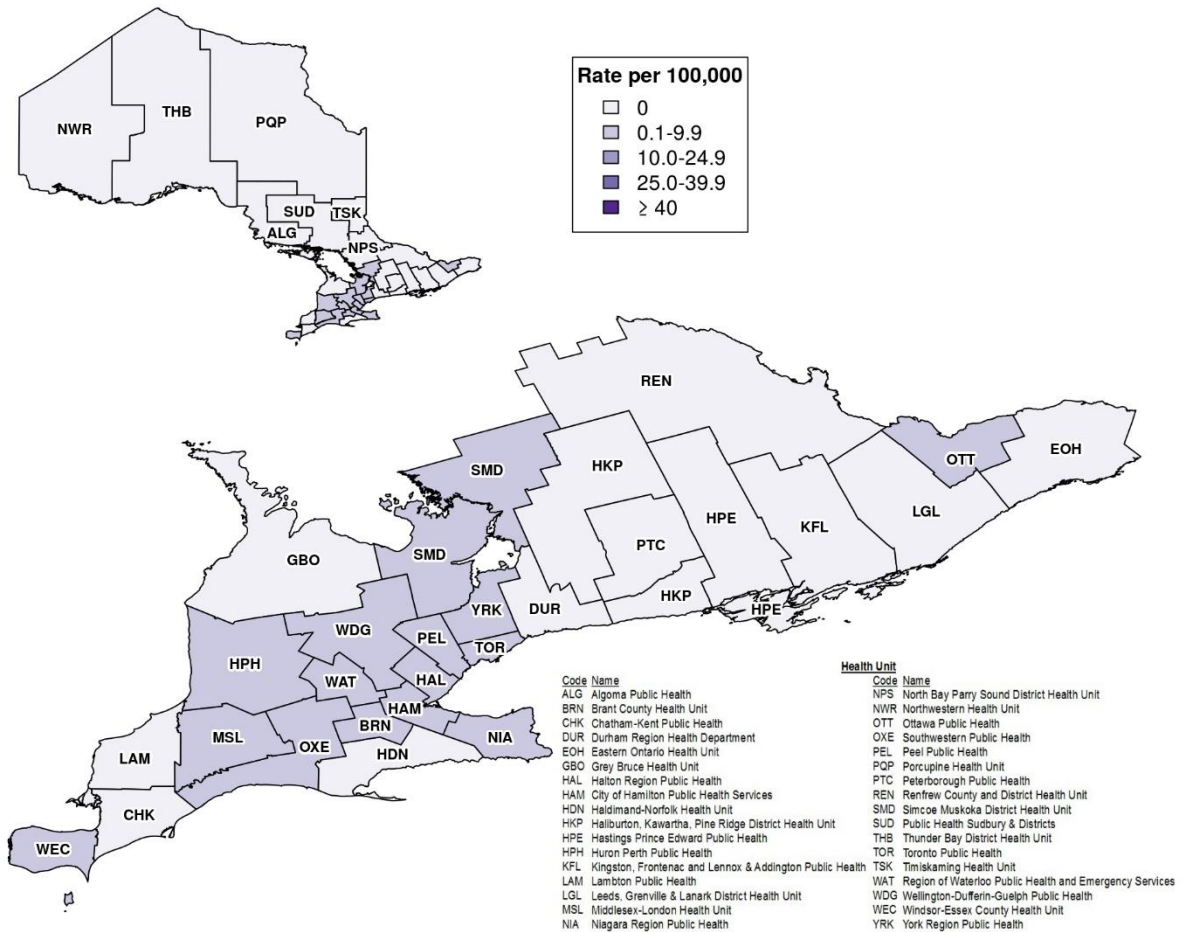 Rate per 100,000
0
0.1-9.9
10.0-24.9
25.0-39.9
≥ 40
NWR
THB
PQP
SUD
TSK
ALG
NPS
REN
SMD
HKP
OTT
EOH
HPE
KFL
LGL
PTC
GBO
SMD
YRK
DUR
HKP
HPE
WDG
PEL
TOR
HPH
WAT
HAL
HAM
MSL
OXE
BRN
NIA
LAM
HDN
CHK
WEC
Health Unit
Code Name
ALG Algoma Public Health
BRN Brant County Health Unit
CHK Chatham-Kent Public Health
DUR Durham Region Health Department
EOH Eastern Ontario Health Unit
GBO Grey Bruce Health Unit
HAL Halton Region Public Health
HAM City of Hamilton Public Health Services
HDN Haldimand-Norfolk Health Unit
HKP Haliburton, Kawartha, Pine Ridge District Health Unit
HPE Hastings Prince Edward Public Health
HPH Huron Perth Public Health
KFL Kingston, Frontenac and Lennox & Addington Public Health
LAM Lambton Public Health
LGL Leeds, Grenville & Lanark District Health Unit
MSL Middlesex-London Health Unit
NIA Niagara Region Public Health
Code Name
NPS North Bay Parry Sound District Health Unit
NWR Northwestern Health Unit
OTT Ottawa Public Health
OXE Southwestern Public Health
PEL Peel Public Health
PQP Porcupine Health Unit
PTC Peterborough Public Health
REN Renfrew County and District Health Unit
SMD Simcoe Muskoka District Health Unit
SUD Public Health Sudbury & Districts
THB Thunder Bay District Health Unit
TOR Toronto Public Health
TSK Timiskaming Health Unit
WAT Region of Waterloo Public Health and Emergency Services
WDG Wellington-Dufferin-Guelph Public Health
WEC Windsor-Essex County Health Unit
YRK York Region Public Health